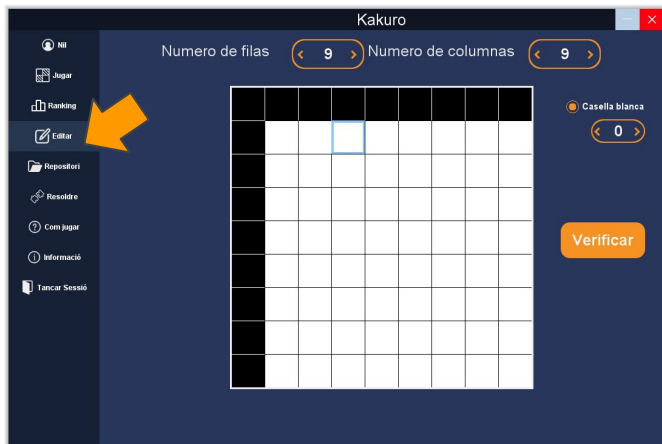 Kakuro
Nil
Jugar
Ranking
Editar
Repositori
Resoldre
Com jugar
Informació
Tancar Sessió
Numero de filas < 9 > Numero de columnas < 9 >
Casella blanca
< 0 >
Verificar